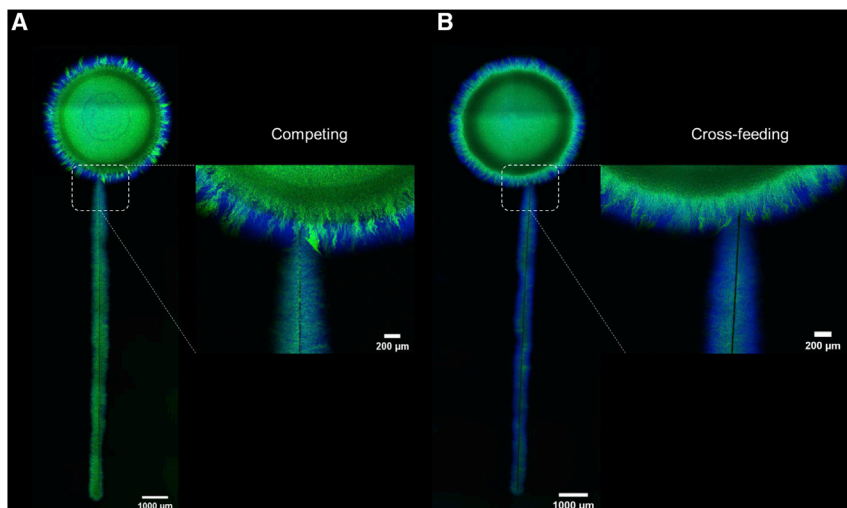 A
B
Competing
Cross-feeding
200 µm
200 µm
1000 µm
1000 µm